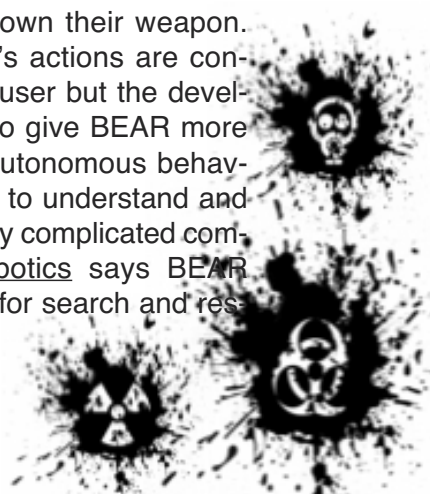 own their weapon.
's actions are con-
user but the devel-
o give BEAR more
utonomous behav-
to understand and
y complicated com-
botics says BEAR
for search and res-